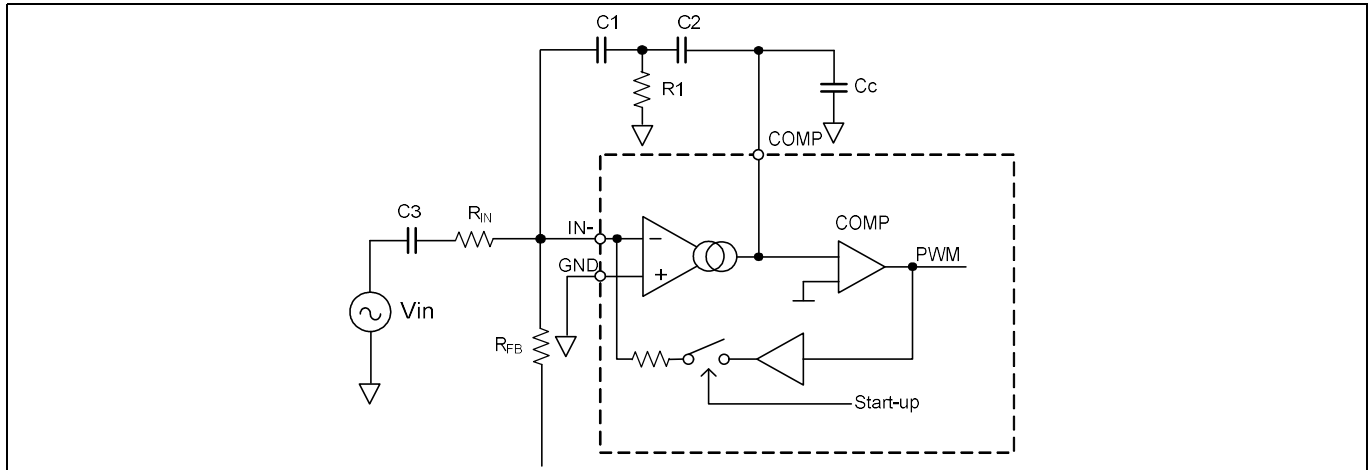 C1
C2
R1
Cc
COMP
C3
RIN
IN-
COMP
GND
PWM
Vin
RFB
Start-up